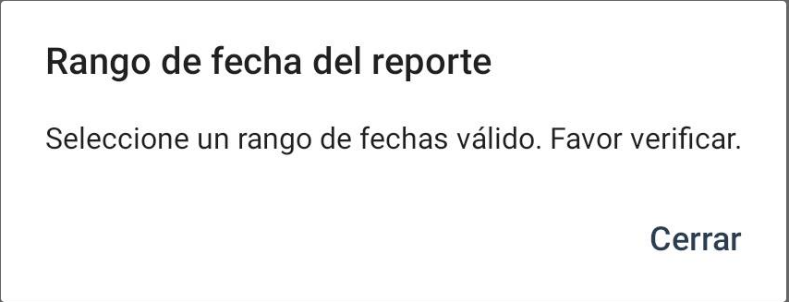 Rango de fecha del reporte
Seleccione un rango de fechas válido. Favor verificar.
Cerrar